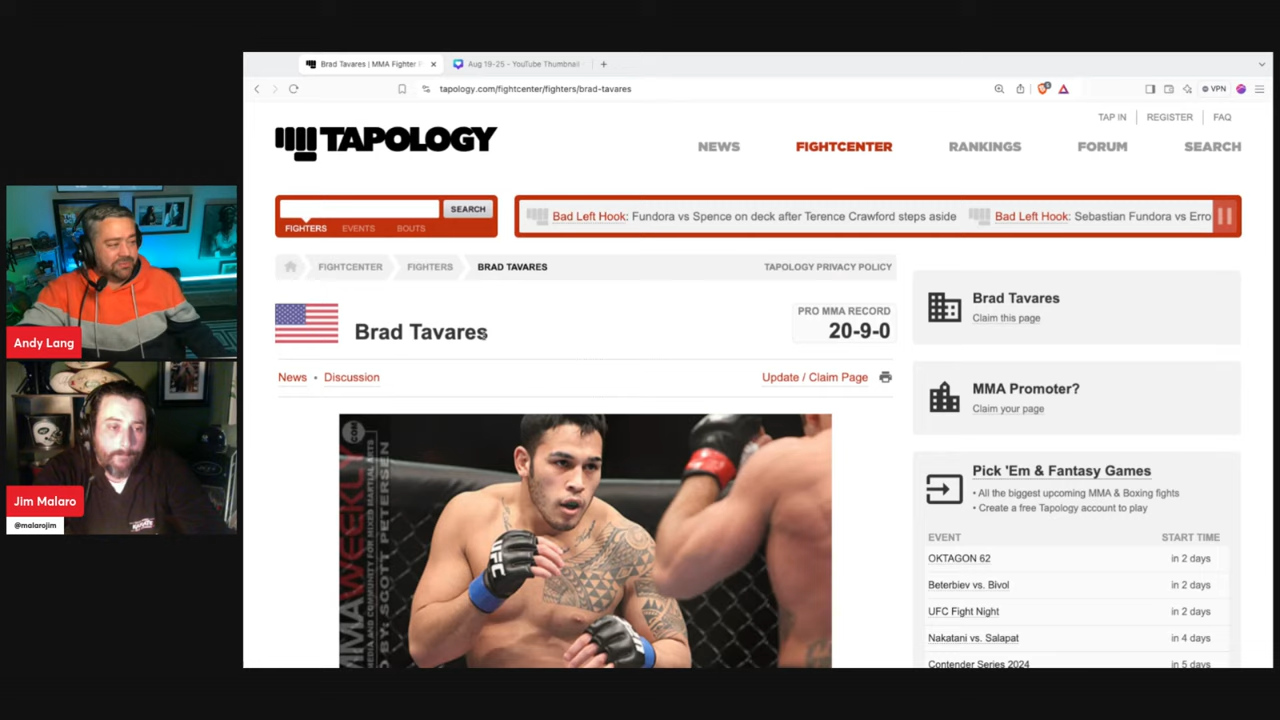 Brad Tavares | MMA Fighter
Aug 19-25 - YouTube Thumbnail
tapology.com/fightcenter/fighters/brad-tavares
VPN
TAP IN
REGISTER
FAQ
TAPOLOGY
NEWS
FIGHTCENTER
RANKINGS
FORUM
SEARCH
SEARCH
FIGHTERS
EVENTS
BOUTS
Bad Left Hook: Fundora vs Spence on deck after Terence Crawford steps aside
Bad Left Hook: Sebastian Fundora vs Erro
FIGHTCENTER
FIGHTERS
BRAD TAVARES
TAPOLOGY PRIVACY POLICY
Brad Tavares
PRO MMA RECORD
20-9-0
News • Discussion
Update / Claim Page
MMAWEEKLY.COM
UFC
Brad Tavares
Claim this page
MMA Promoter?
Claim your page
Pick 'Em & Fantasy Games
• All the biggest upcoming MMA & Boxing fights
• Create a free Tapology account to play
EVENT START TIME
OKTAGON 62 in 2 days
Beterbiev vs. Bivol in 2 days
UFC Fight Night in 2 days
Nakatani vs. Salapat in 4 days
Contender Series 2024 in 5 days
Andy Lang
Jim Malaro
@malarojim